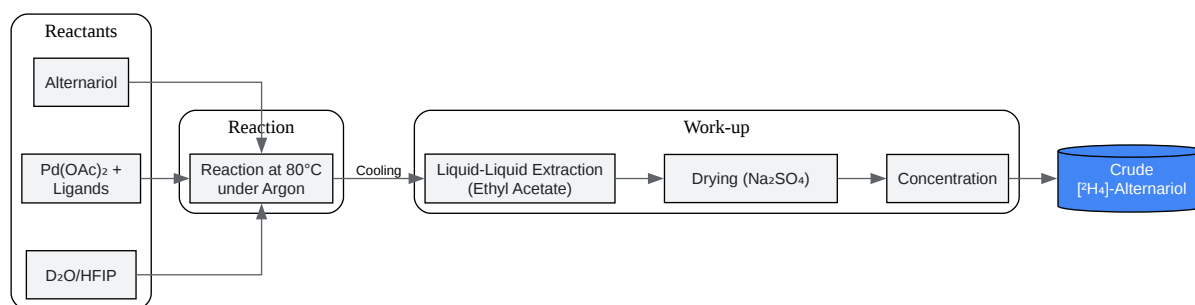 Reactants
Alternariol
Pd(OAc)₂ +
Ligands
D₂O/HFIP
Reaction
Reaction at 80°C
under Argon
Cooling
Work-up
Liquid-Liquid Extraction
(Ethyl Acetate)
Drying (Na₂SO₄)
Concentration
Crude
[²H₄]-Alternariol